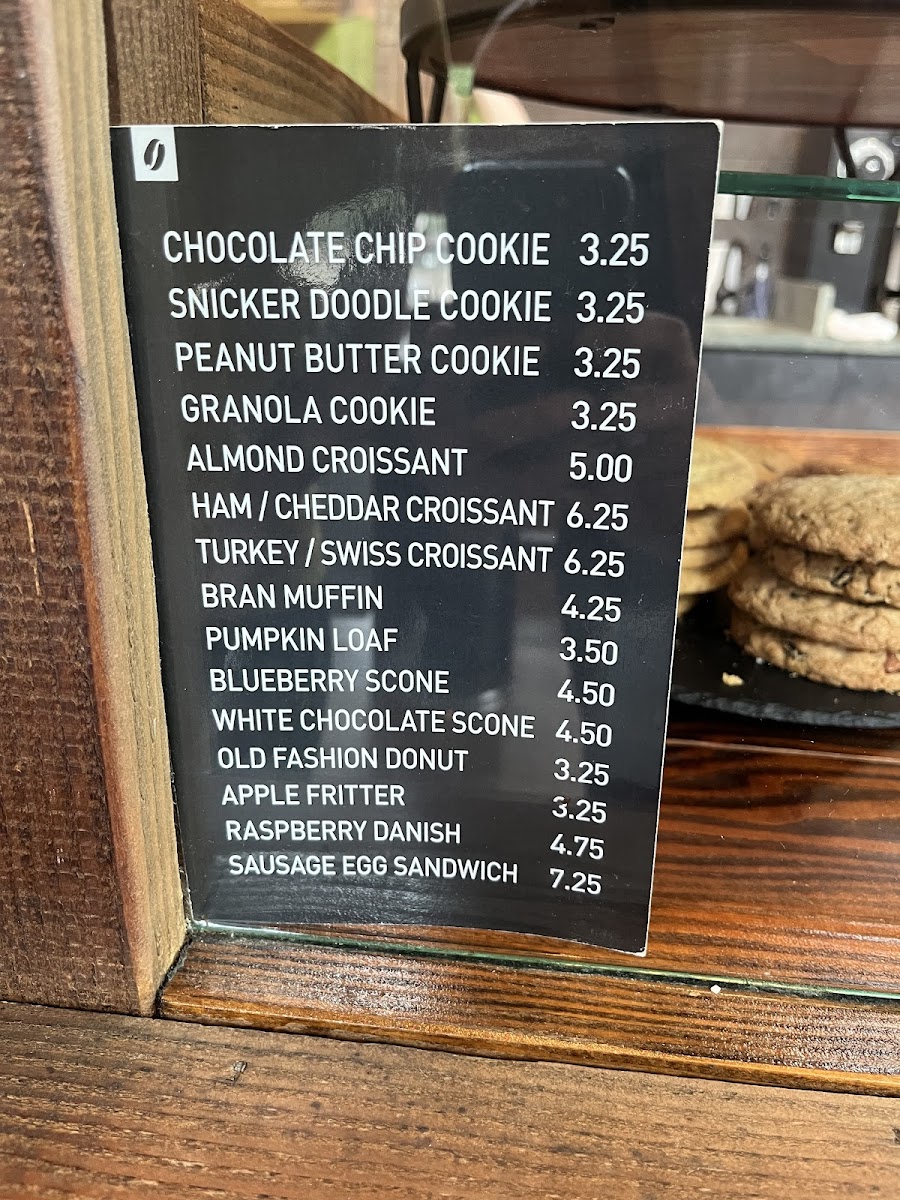 CHOCOLATE CHIP COOKIE 3.25
SNICKER DOODLE COOKIE 3.25
PEANUT BUTTER COOKIE 3.25
GRANOLA COOKIE 3.25
ALMOND CROISSANT 5.00
HAM / CHEDDAR CROISSANT 6.25
TURKEY / SWISS CROISSANT 6.25
BRAN MUFFIN 4.25
PUMPKIN LOAF 3.50
BLUEBERRY SCONE 4.50
WHITE CHOCOLATE SCONE 4.50
OLD FASHION DONUT 3.25
APPLE FRITTER 3.25
RASPBERRY DANISH 4.75
SAUSAGE EGG SANDWICH 7.25